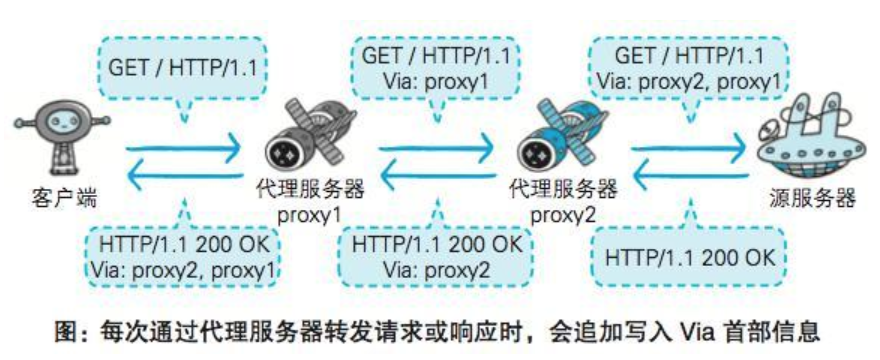 GET / HTTP/1.1
GET / HTTP/1.1
Via: proxy1
GET / HTTP/1.1
Via: proxy2, proxy1
客户端
代理服务器
proxy1
代理服务器
proxy2
源服务器
HTTP/1.1 200 OK
Via: proxy2, proxy1
HTTP/1.1 200 OK
Via: proxy2
HTTP/1.1 200 OK
图：每次通过代理服务器转发请求或响应时，会追加写入 Via 首部信息